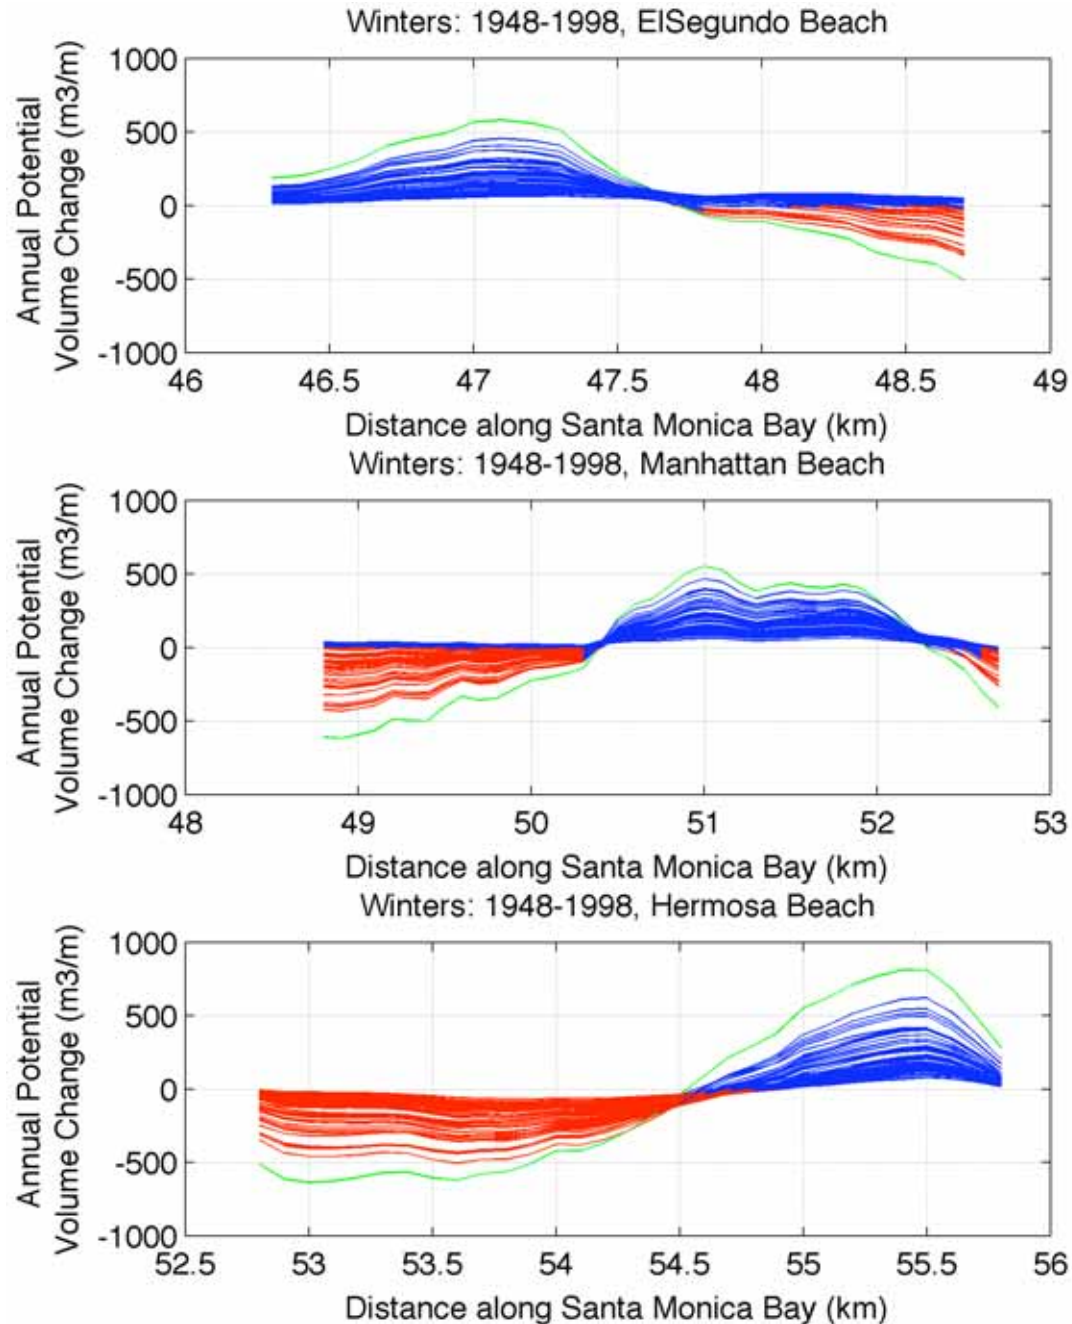 Winters: 1948-1998, ElSegundo Beach
Annual Potential
Volume Change (m3/m)
1000
500
0
-500
-1000
46 46.5 47 47.5 48 48.5 49
Distance along Santa Monica Bay (km)
Winters: 1948-1998, Manhattan Beach
Annual Potential
Volume Change (m3/m)
1000
500
0
-500
-1000
48 49 50 51 52 53
Distance along Santa Monica Bay (km)
Winters: 1948-1998, Hermosa Beach
Annual Potential
Volume Change (m3/m)
1000
500
0
-500
-1000
52.5 53 53.5 54 54.5 55 55.5 56
Distance along Santa Monica Bay (km)